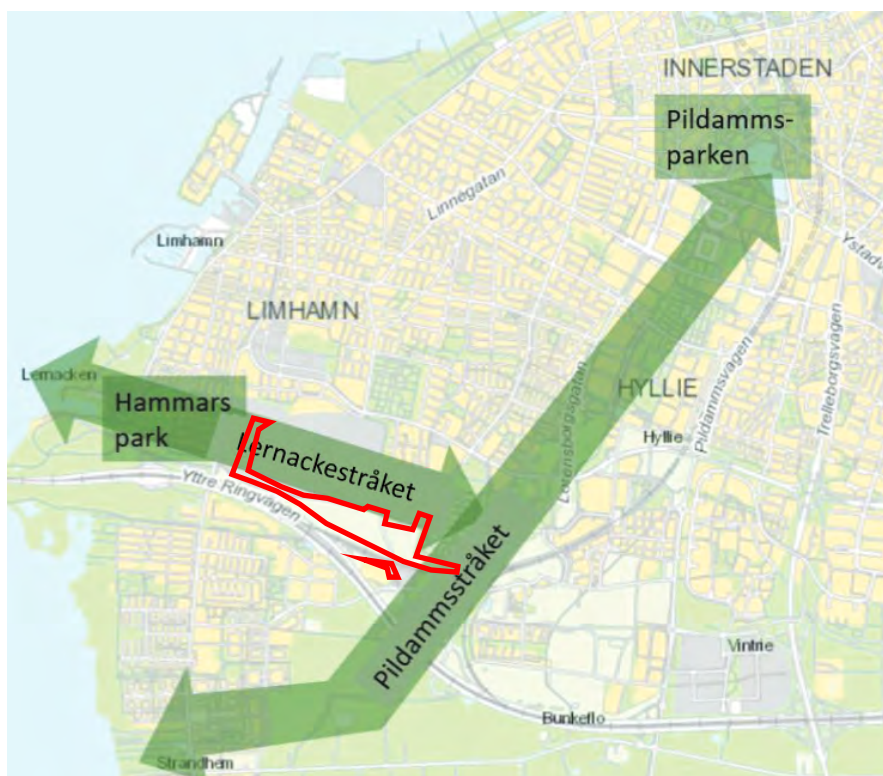 INNERSTADEN
Pildamms-
parken
Linnégatan
Limhamn
Ystadv
LIMHAMN
Lernacken
Hammars
park
HYLLIE
Pildammsvägen
Trelleborgsvägen
Lorensborgsgatan
Hyllie
Lernackestråket
Yttre Ringvägen
Pildammsstråket
Vintrie
Bunkeflo
Strandhem